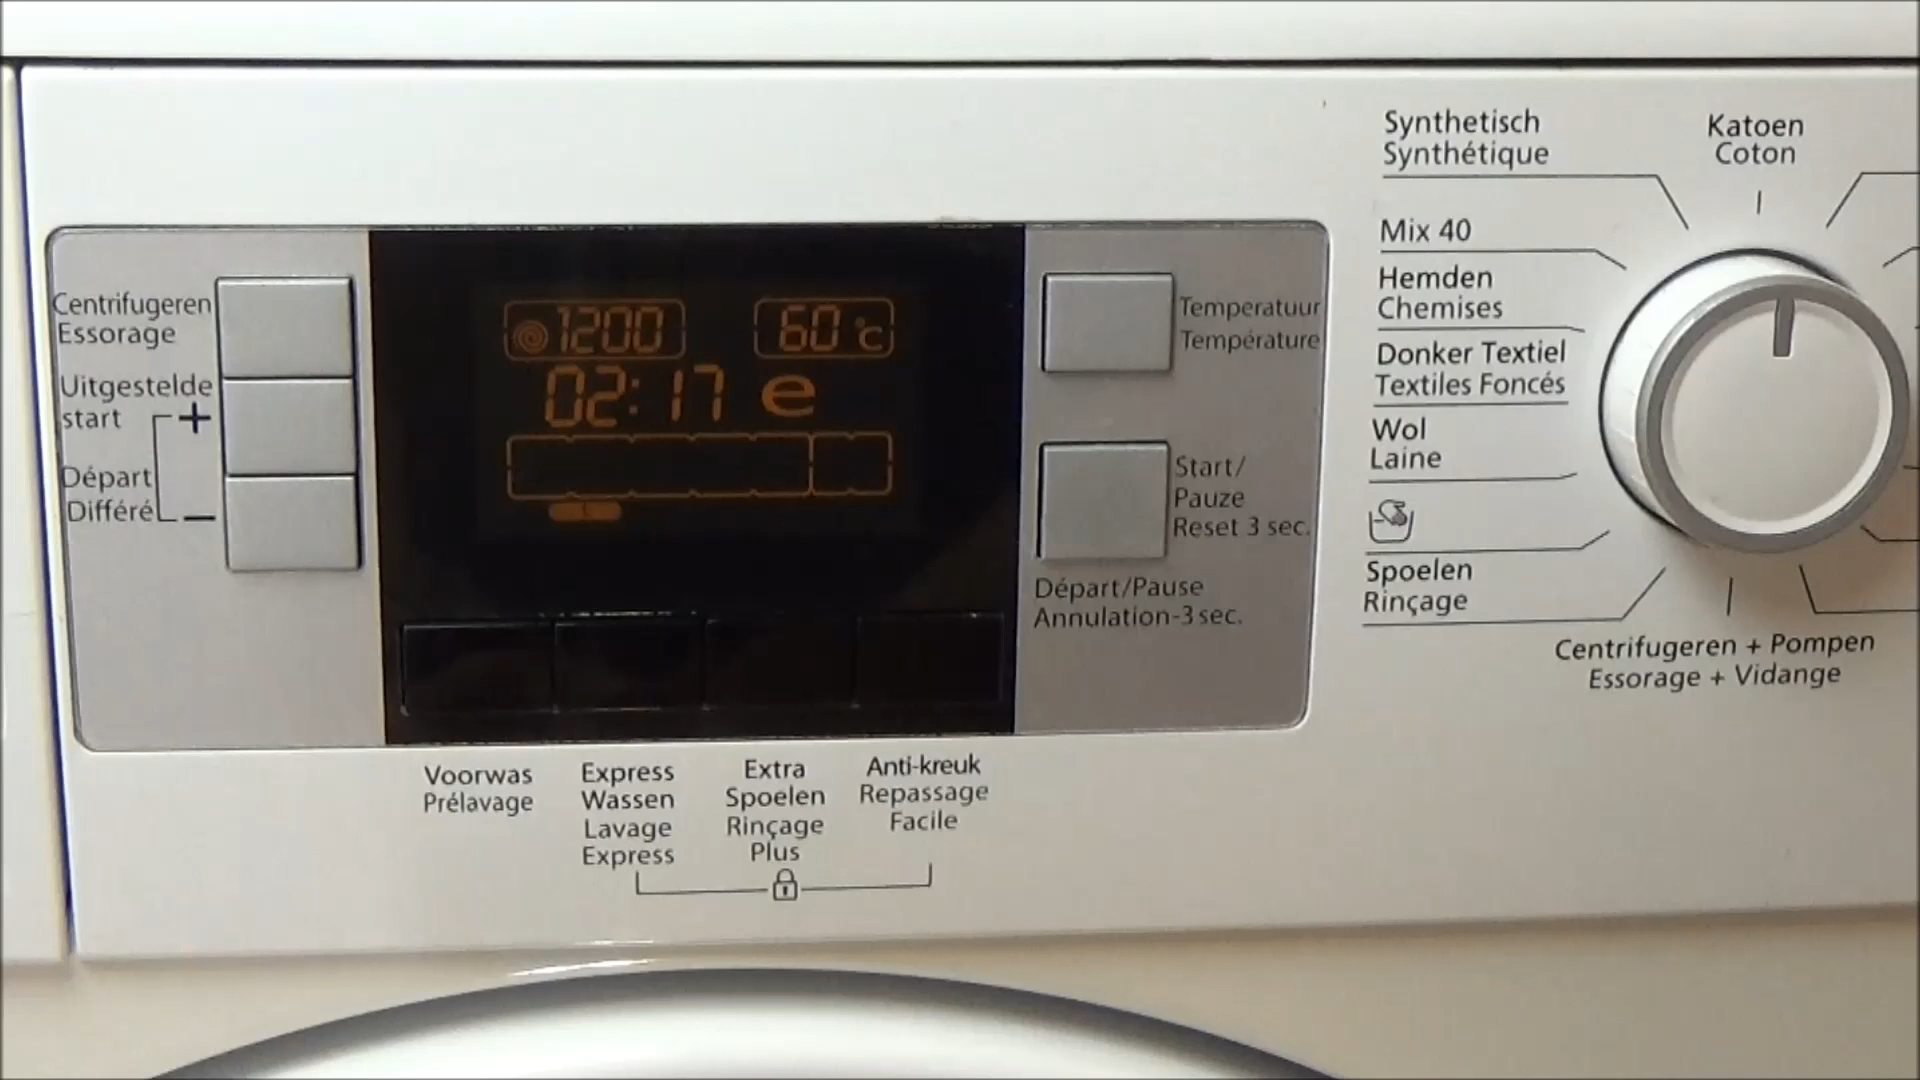 Centrifugeren
Essorage
Uitgestelde
start
+
Départ
Différé
−
1200
60 °C
02:17 e
Temperatuur
Température
Start/
Pauze
Reset 3 sec.
Départ/Pause
Annulation-3 sec.
Voorwas
Prélavage
Express
Wassen
Lavage
Express
Extra
Spoelen
Rinçage
Plus
Anti-kreuk
Repassage
Facile
Synthetisch
Synthétique
Katoen
Coton
Mix 40
Hemden
Chemises
Donker Textiel
Textiles Foncés
Wol
Laine
Spoelen
Rinçage
Centrifugeren + Pompen
Essorage + Vidange